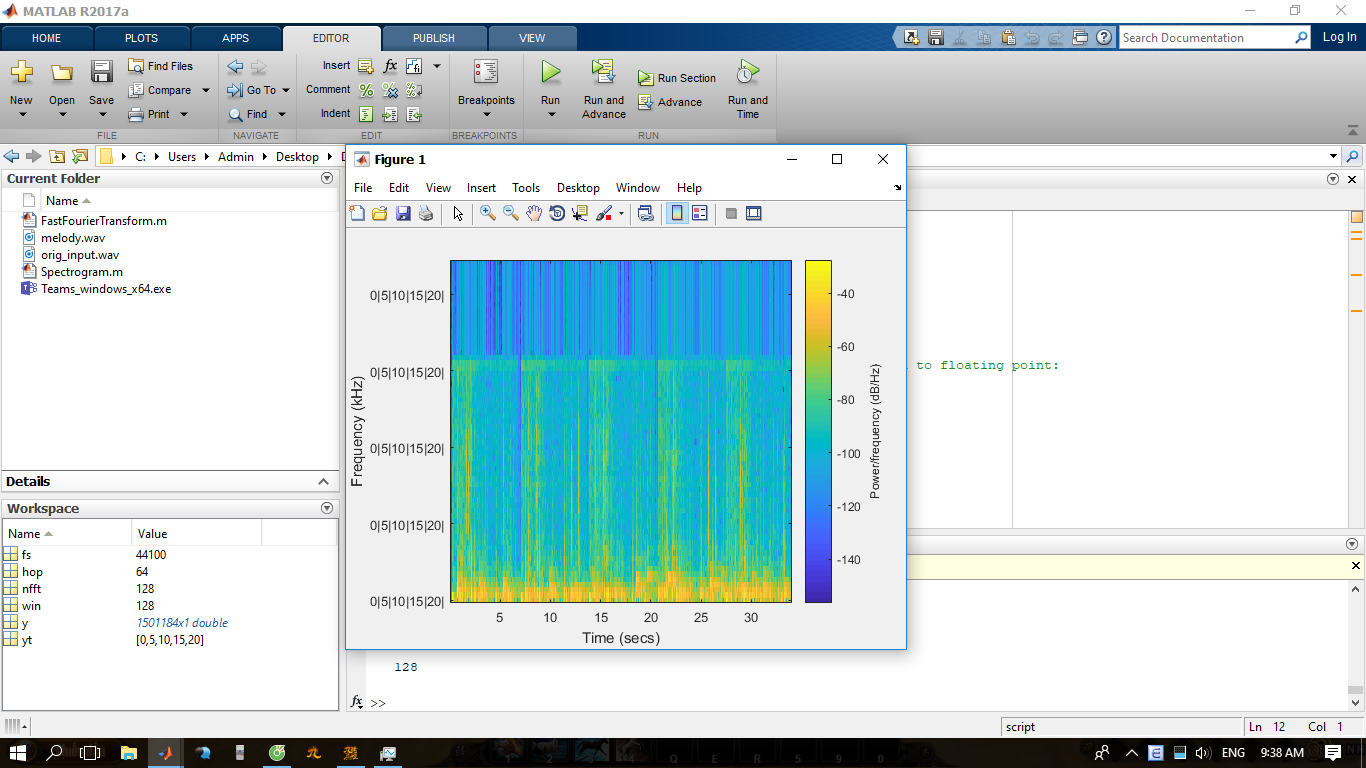 MATLAB R2017a
HOME PLOTS APPS EDITOR PUBLISH VIEW
Search Documentation
Log In
New Open Save Find Files Compare Print
Go To Find
Insert fx
Comment
Indent
Breakpoints
Run Run and Advance Run Section Advance Run and Time
FILE NAVIGATE EDIT BREAKPOINTS RUN
C: Users Admin Desktop
Current Folder
Name
FastFourierTransform.m
melody.wav
orig_input.wav
Spectrogram.m
Teams_windows_x64.exe
Details
Workspace
Name Value
fs 44100
hop 64
nfft 128
win 128
y 1501184x1 double
yt [0,5,10,15,20]
Figure 1
File Edit View Insert Tools Desktop Window Help
0|5|10|15|20|
0|5|10|15|20|
0|5|10|15|20|
0|5|10|15|20|
0|5|10|15|20|
Frequency (kHz)
5 10 15 20 25 30
Time (secs)
-40
-60
-80
-100
-120
-140
Power/frequency (dB/Hz)
to floating point:
128
fx >>
script
Ln 12 Col 1
ENG
9:38 AM